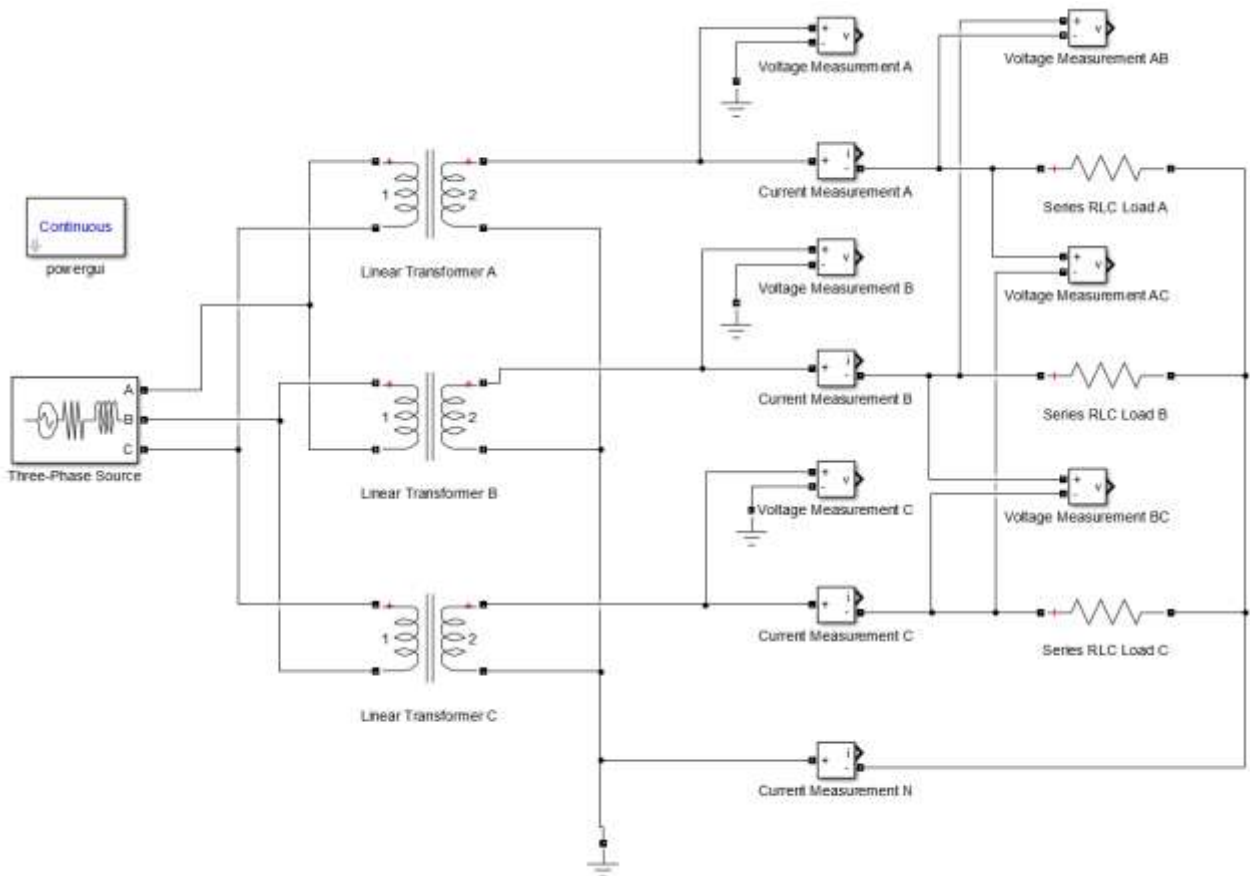 +
-
v
Voltage Measurement A
+
-
v
Voltage Measurement AB
+
i
-
Current Measurement A
+
Series RLC Load A
+
1
2
+
Linear Transformer A
Continuous
powergui
+
-
v
Voltage Measurement B
+
-
v
Voltage Measurement AC
+
i
-
Current Measurement B
+
Series RLC Load B
A
B
C
Three-Phase Source
+
1
2
+
Linear Transformer B
+
-
v
Voltage Measurement C
+
-
v
Voltage Measurement BC
+
i
-
Current Measurement C
+
Series RLC Load C
+
1
2
+
Linear Transformer C
+
i
-
Current Measurement N